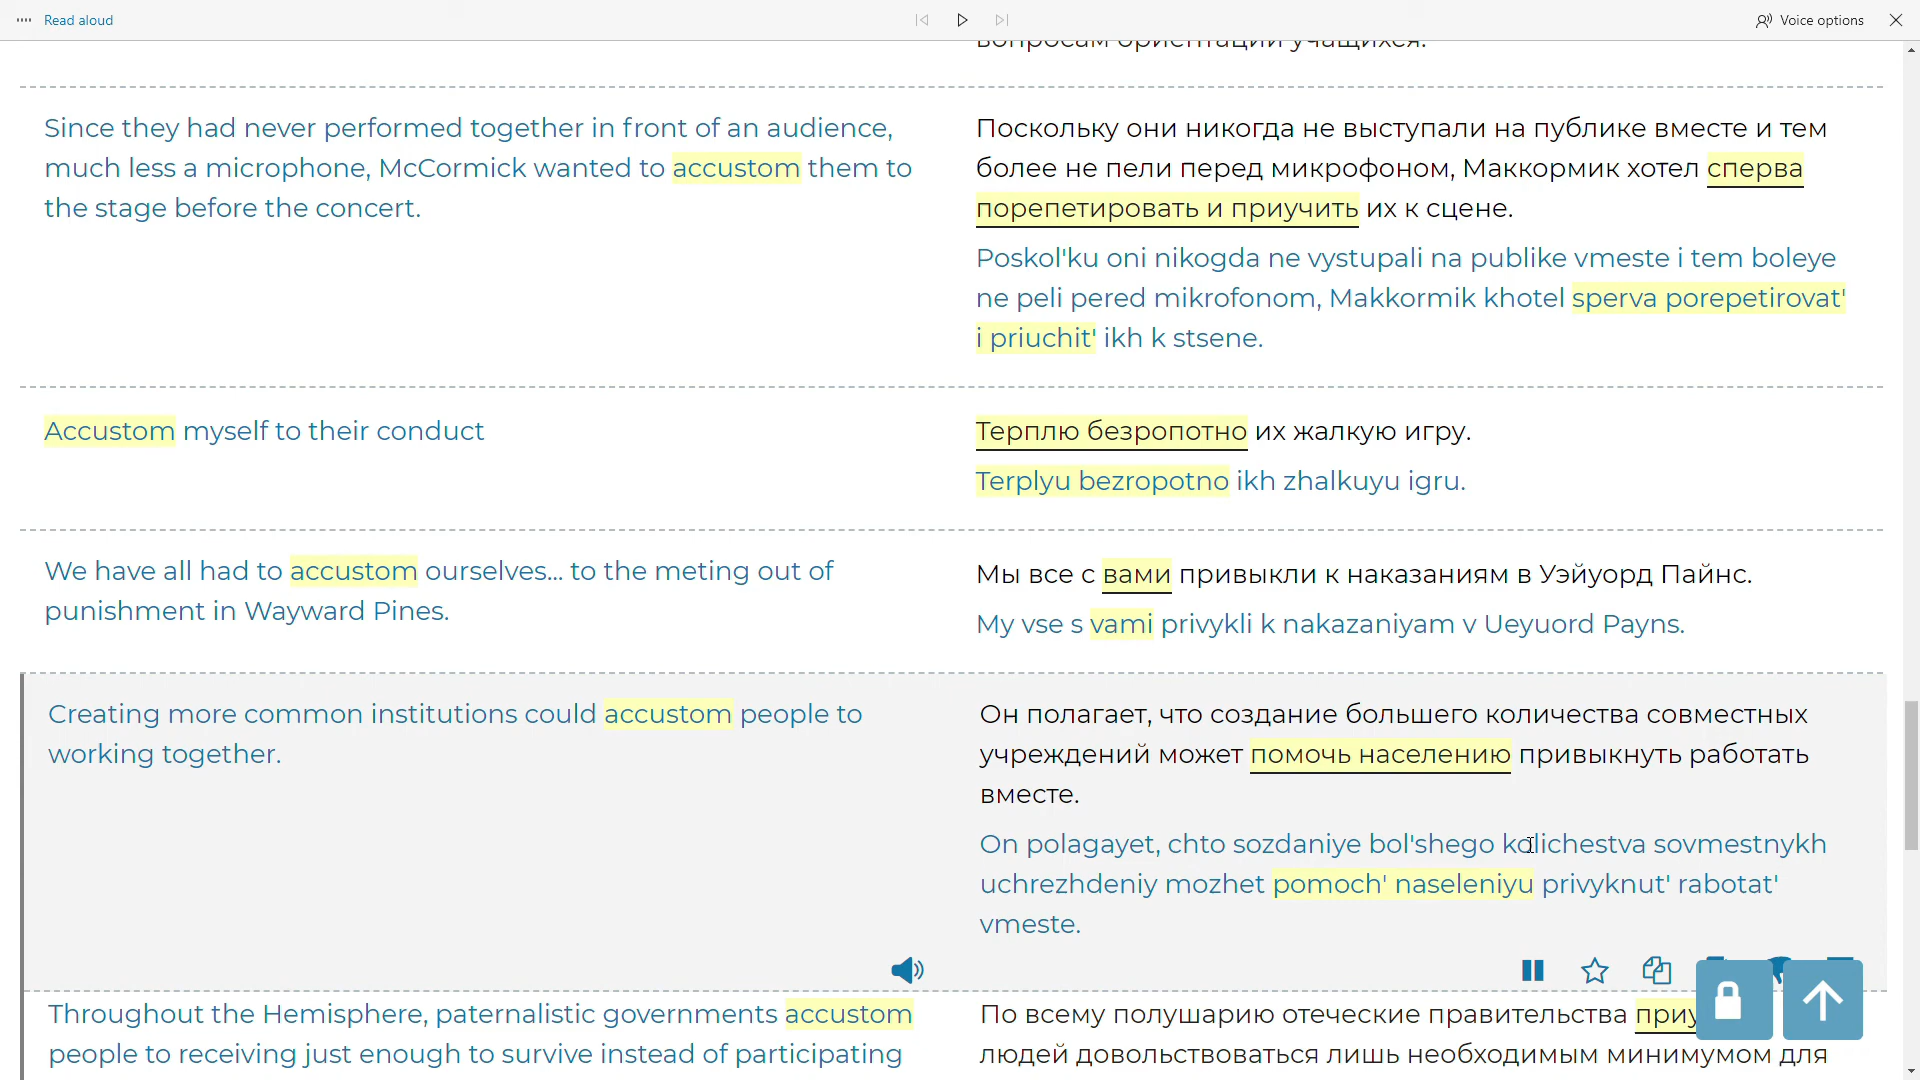 Read aloud
Voice options
вопросам ориентации учащихся.
Since they had never performed together in front of an audience,
much less a microphone, McCormick wanted to accustom them to
the stage before the concert.
Поскольку они никогда не выступали на публике вместе и тем
более не пели перед микрофоном, Маккормик хотел сперва
порепетировать и приучить их к сцене.
Poskol'ku oni nikogda ne vystupali na publike vmeste i tem boleye
ne peli pered mikrofonom, Makkormik khotel sperva porepetirovat'
i priuchit' ikh k stsene.
Accustom myself to their conduct
Терплю безропотно их жалкую игру.
Terplyu bezropotno ikh zhalkuyu igru.
We have all had to accustom ourselves... to the meting out of
punishment in Wayward Pines.
Мы все с вами привыкли к наказаниям в Уэйуорд Пайнс.
My vse s vami privykli k nakazaniyam v Ueyuord Payns.
Creating more common institutions could accustom people to
working together.
Он полагает, что создание большего количества совместных
учреждений может помочь населению привыкнуть работать
вместе.
On polagayet, chto sozdaniye bol'shego kolichestva sovmestnykh
uchrezhdeniy mozhet pomoch' naseleniyu privyknut' rabotat'
vmeste.
Throughout the Hemisphere, paternalistic governments accustom
people to receiving just enough to survive instead of participating
По всему полушарию отеческие правительства
людей довольствоваться лишь необходимым минимумом для